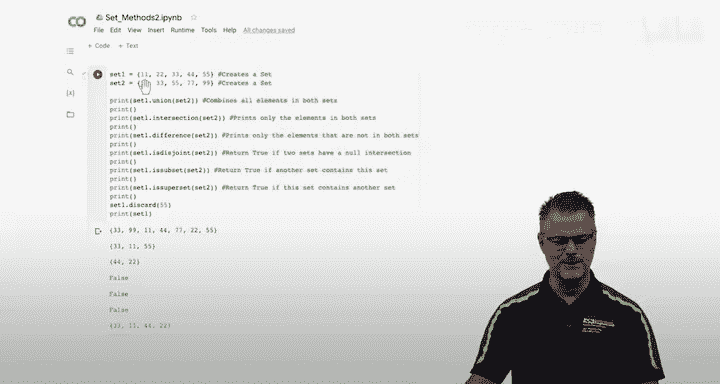 CO Set_Methods2.ipynb
File Edit View Insert Runtime Tools Help All changes saved
+ Code + Text
set1 = {11, 22, 33, 44, 55} #Creates a Set
set2 = { 33, 55, 77, 99} #Creates a Set
print(set1.union(set2)) #Combines all elements in both sets
print()
print(set1.intersection(set2)) #Prints only the elements in both sets
print()
print(set1.difference(set2)) #Prints only the elements that are not in both sets
print()
print(set1.isdisjoint(set2)) #Return True if two sets have a null intersection
print()
print(set1.issubset(set2)) #Return True if another set contains this set
print()
print(set1.issuperset(set2)) #Return True if this set contains another set
print()
set1.discard(55)
print(set1)
{33, 99, 11, 44, 77, 22, 55}
{33, 11, 55}
{44, 22}
False
False
False
{33, 11, 44, 22}